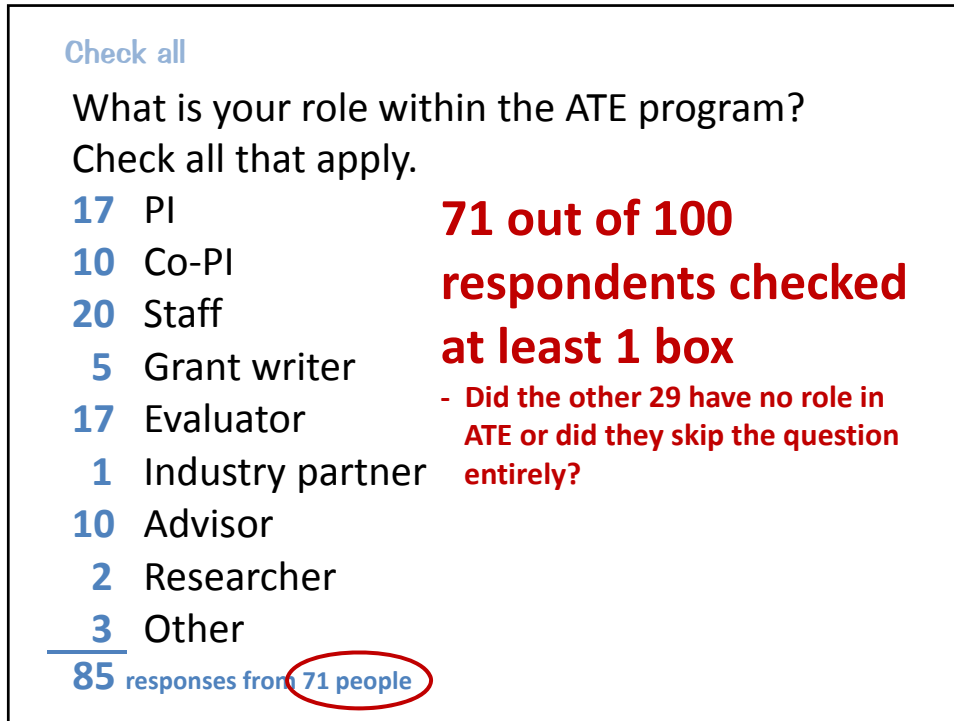 Check all
What is your role within the ATE program?
Check all that apply.
17 PI
10 Co-PI
20 Staff
5 Grant writer
17 Evaluator
1 Industry partner
10 Advisor
2 Researcher
3 Other
85 responses from 71 people
71 out of 100
respondents checked
at least 1 box
- Did the other 29 have no role in
ATE or did they skip the question
entirely?